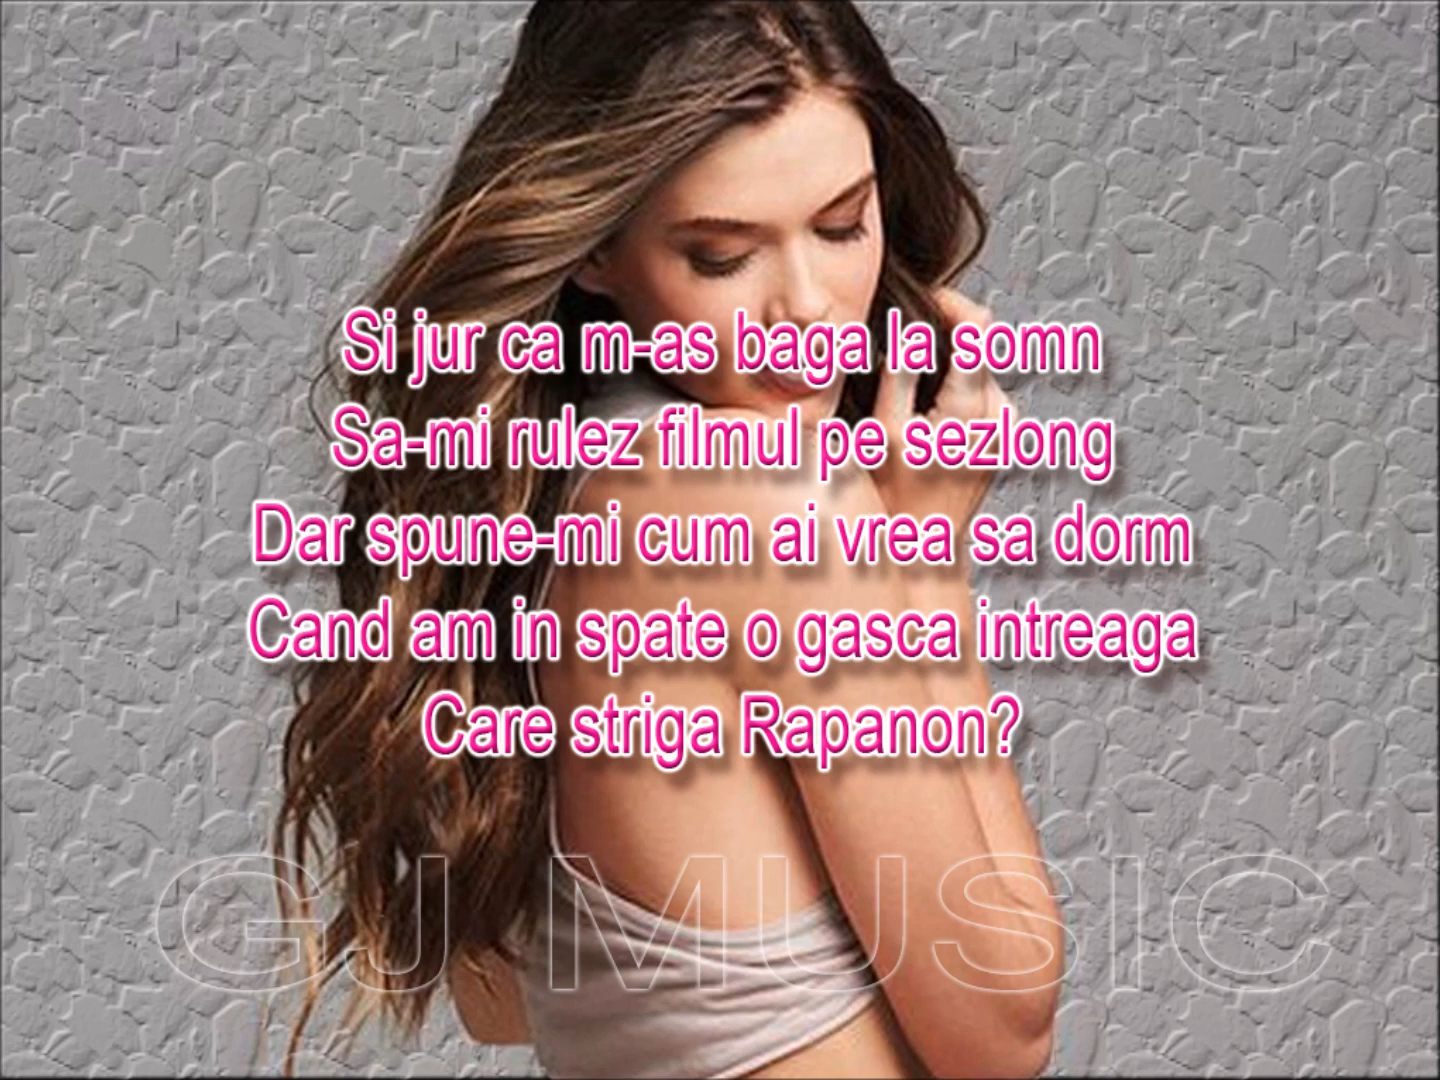 Si jur ca m-as baga la somn
Sa-mi rulez filmul pe sezlong
Dar spune-mi cum ai vrea sa dorm
Cand am in spate o gasca intreaga
Care striga Rapanon?
GJ MUSIC